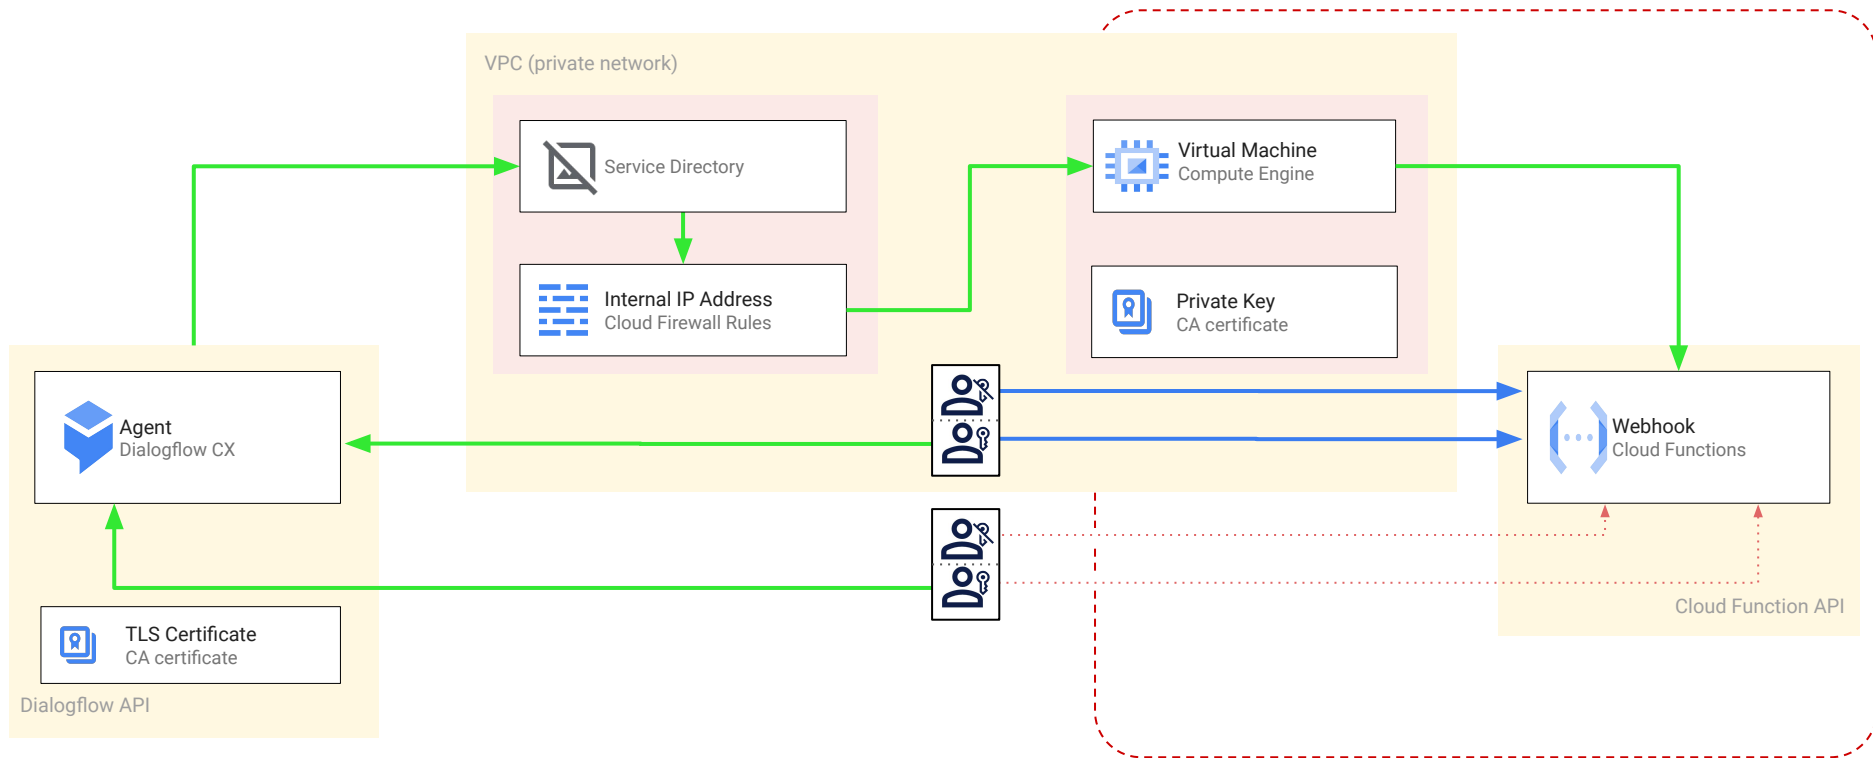 VPC (private network)
Service Directory
Virtual Machine
Compute Engine
Internal IP Address
Cloud Firewall Rules
Private Key
CA certificate
Agent
Dialogflow CX
Webhook
Cloud Functions
Cloud Function API
TLS Certificate
CA certificate
Dialogflow API